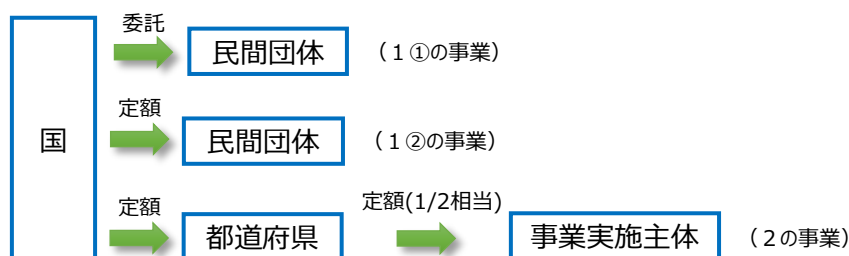 委託
民間団体 （１①の事業）
定額
国 民間団体 （１②の事業）
定額 定額(1/2相当)
都道府県 事業実施主体 （２の事業）